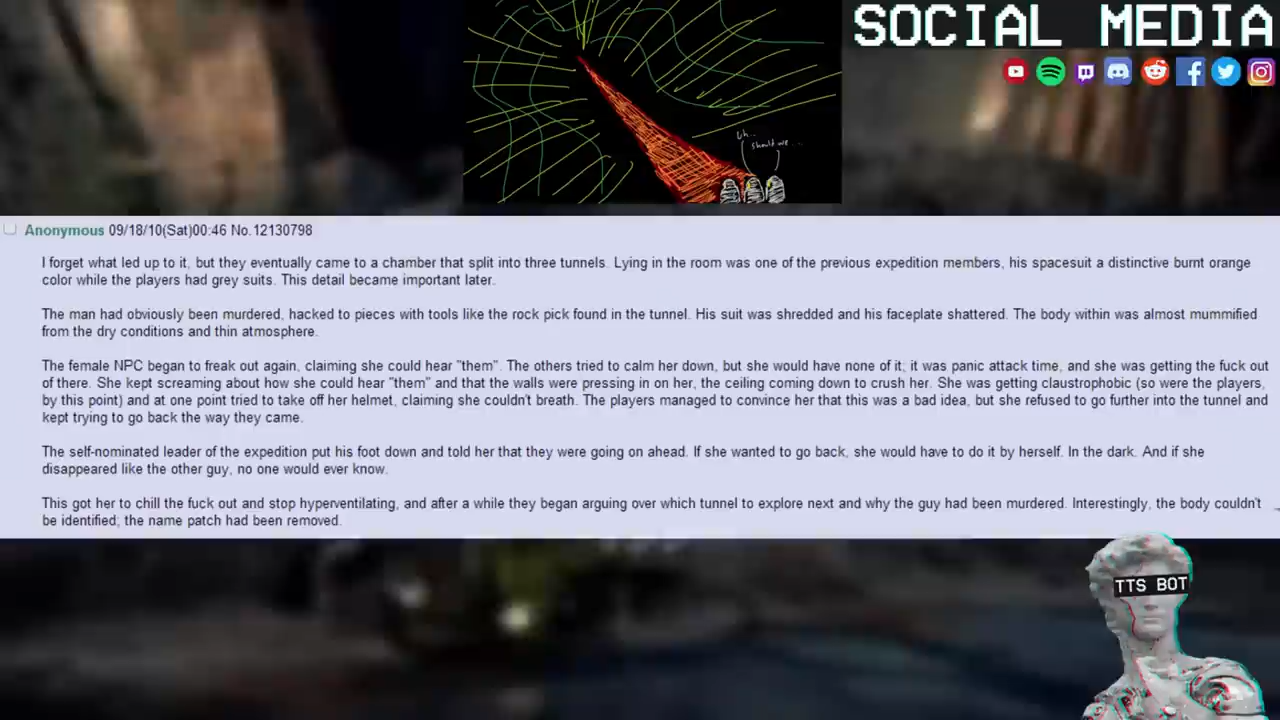 SOCIAL MEDIA
uh..
should we...
Anonymous 09/18/10(Sat)00:46 No.12130798
I forget what led up to it, but they eventually came to a chamber that split into three tunnels. Lying in the room was one of the previous expedition members, his spacesuit a distinctive burnt orange
color while the players had grey suits. This detail became important later.
The man had obviously been murdered, hacked to pieces with tools like the rock pick found in the tunnel. His suit was shredded and his faceplate shattered. The body within was almost mummified
from the dry conditions and thin atmosphere.
The female NPC began to freak out again, claiming she could hear "them". The others tried to calm her down, but she would have none of it; it was panic attack time, and she was getting the fuck out
of there. She kept screaming about how she could hear "them" and that the walls were pressing in on her, the ceiling coming down to crush her. She was getting claustrophobic (so were the players,
by this point) and at one point tried to take off her helmet, claiming she couldn't breath. The players managed to convince her that this was a bad idea, but she refused to go further into the tunnel and
kept trying to go back the way they came.
The self-nominated leader of the expedition put his foot down and told her that they were going on ahead. If she wanted to go back, she would have to do it by herself. In the dark. And if she
disappeared like the other guy, no one would ever know.
This got her to chill the fuck out and stop hyperventilating, and after a while they began arguing over which tunnel to explore next and why the guy had been murdered. Interestingly, the body couldn't
be identified; the name patch had been removed.
TTS BOT